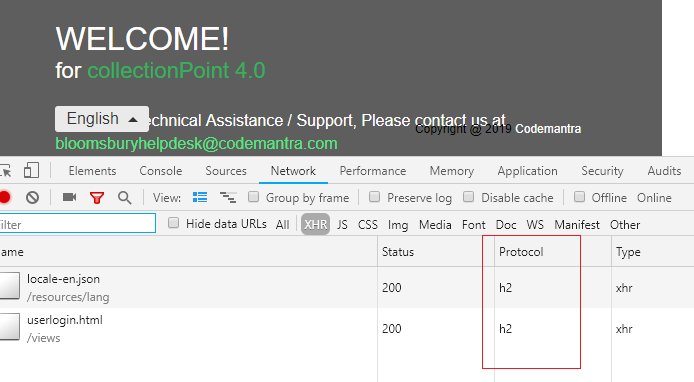 WELCOME!
for collectionPoint 4.0
English
echnical Assistance / Support, Please contact us at
Copyright @ 2019 Codemantra
bloomsburyhelpdesk@codemantra.com
Elements Console Sources Network Performance Memory Application Security Audits
View: Group by frame Preserve log Disable cache Offline Online
Filter Hide data URLs All XHR JS CSS Img Media Font Doc WS Manifest Other
ame Status Protocol Type
locale-en.json 200 h2 xhr
/resources/lang
userlogin.html 200 h2 xhr
/views